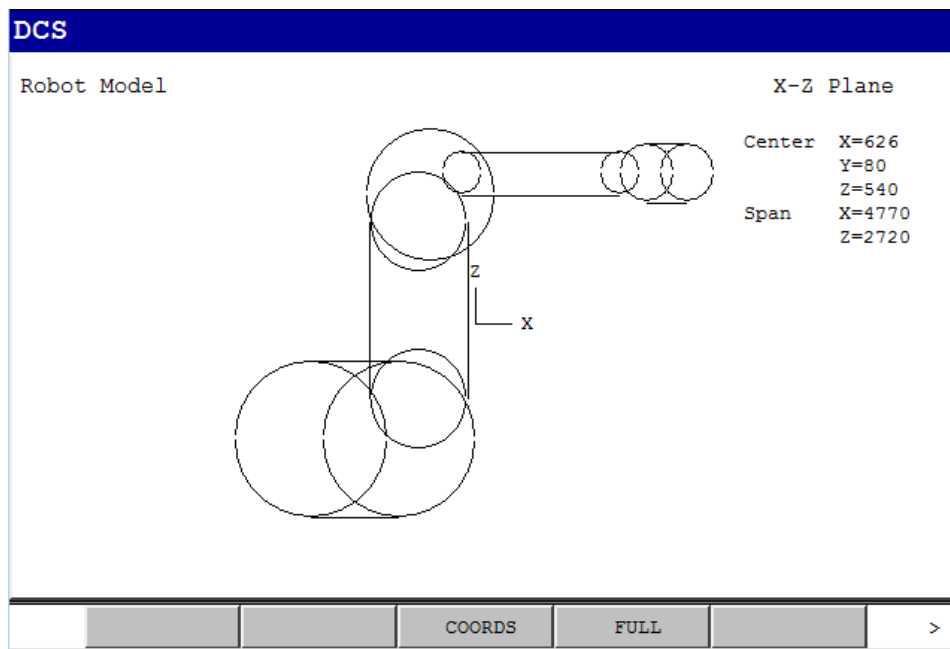 DCS
Robot Model
X-Z Plane
Center X=626
Y=80
Z=540
Span X=4770
Z=2720
Z
X
COORDS
FULL
>